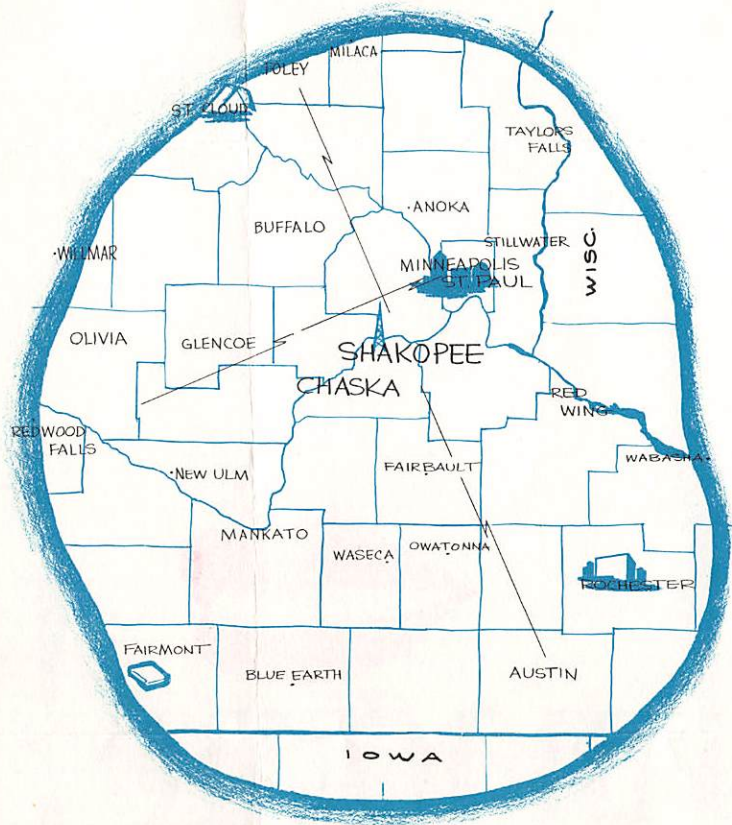 MILACA
FOLEY
ST. CLOUD
TAYLORS
FALLS
ANOKA
BUFFALO
STILLWATER
WILLMAR
MINNEAPOLIS
ST. PAUL
WISC.
OLIVIA
GLENCOE
SHAKOPEE
CHASKA
RED
WING
REDWOOD
FALLS
WABASHA
FAIRBAULT
NEW ULM
MANKATO
OWATONNA
WASECA
ROCHESTER
FAIRMONT
BLUE EARTH
AUSTIN
IOWA